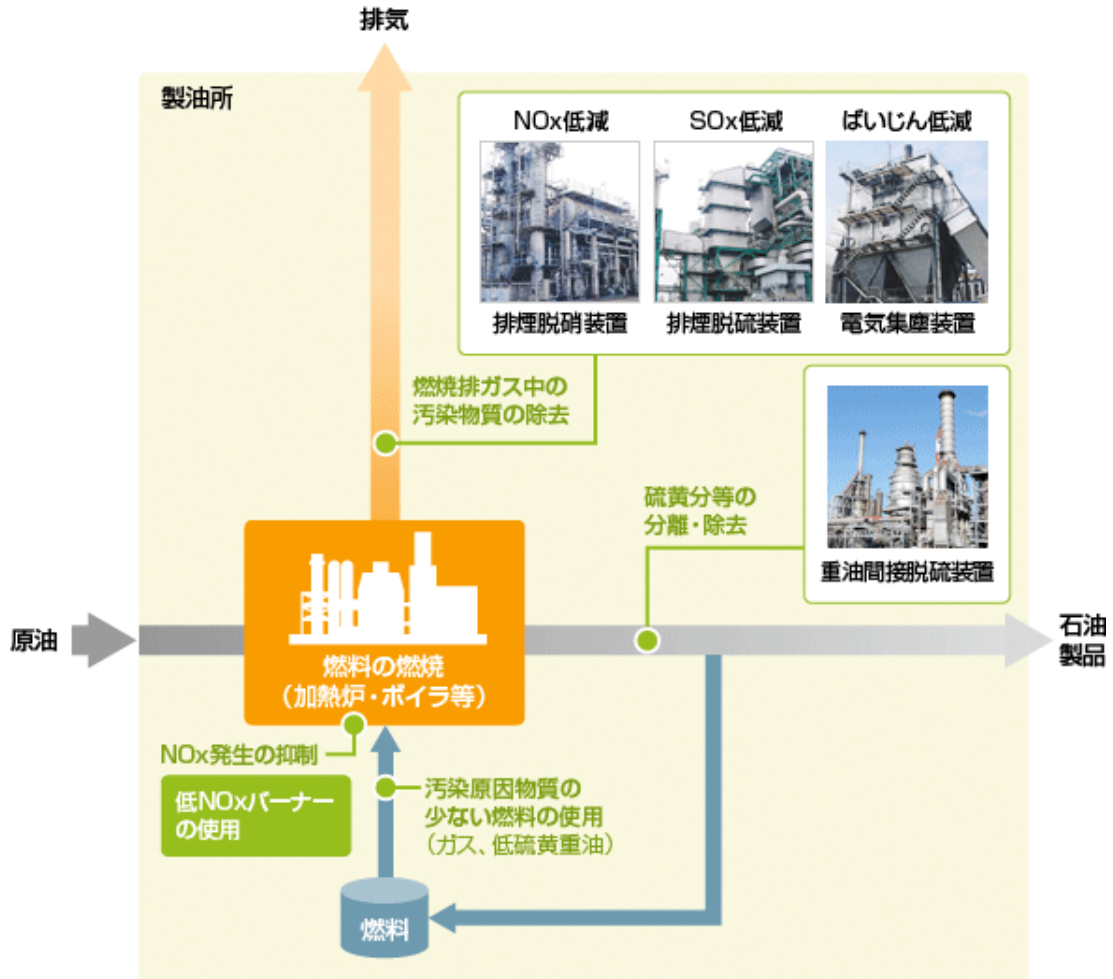 排気
製油所
NOx低減
SOx低減
ばいじん低減
排煙脱硝装置
排煙脱硫装置
電気集塵装置
燃焼排ガス中の
汚染物質の除去
硫黄分等の
分離・除去
重油間接脱硫装置
原油
燃料の燃焼
（加熱炉・ボイラ等）
石油
製品
NOx発生の抑制
低NOxバーナー
の使用
汚染原因物質の
少ない燃料の使用
（ガス、低硫黄重油）
燃料